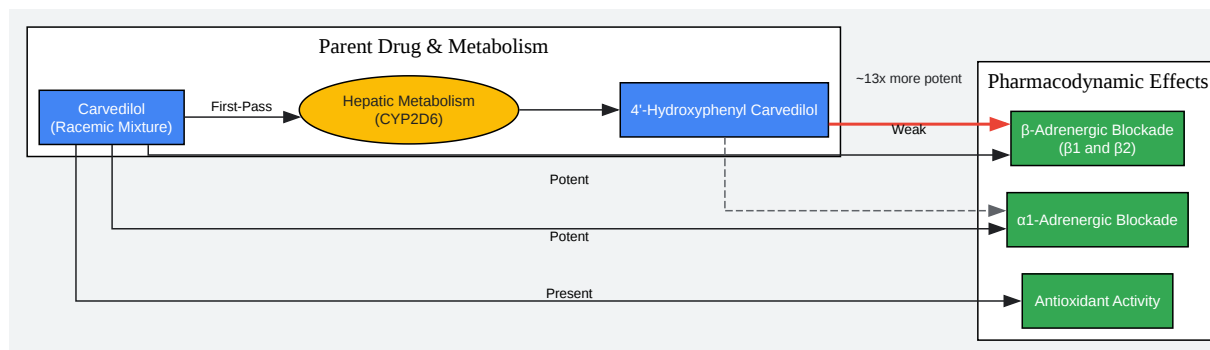 Parent Drug & Metabolism
Carvedilol
(Racemic Mixture)
First-Pass
Hepatic Metabolism
(CYP2D6)
4'-Hydroxyphenyl Carvedilol
~13x more potent
Weak
Pharmacodynamic Effects
β-Adrenergic Blockade
(β1 and β2)
Potent
α1-Adrenergic Blockade
Potent
Present
Antioxidant Activity